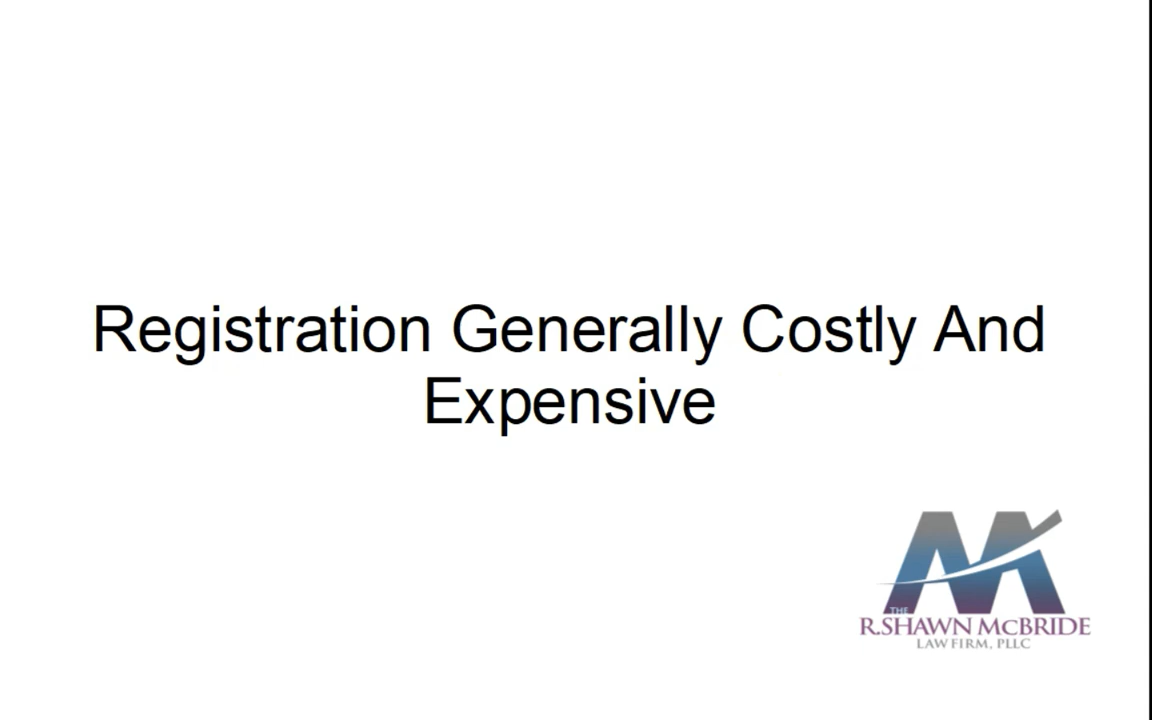 Registration Generally Costly And
Expensive
THE
R.SHAWN MCBRIDE
LAW FIRM, PLLC